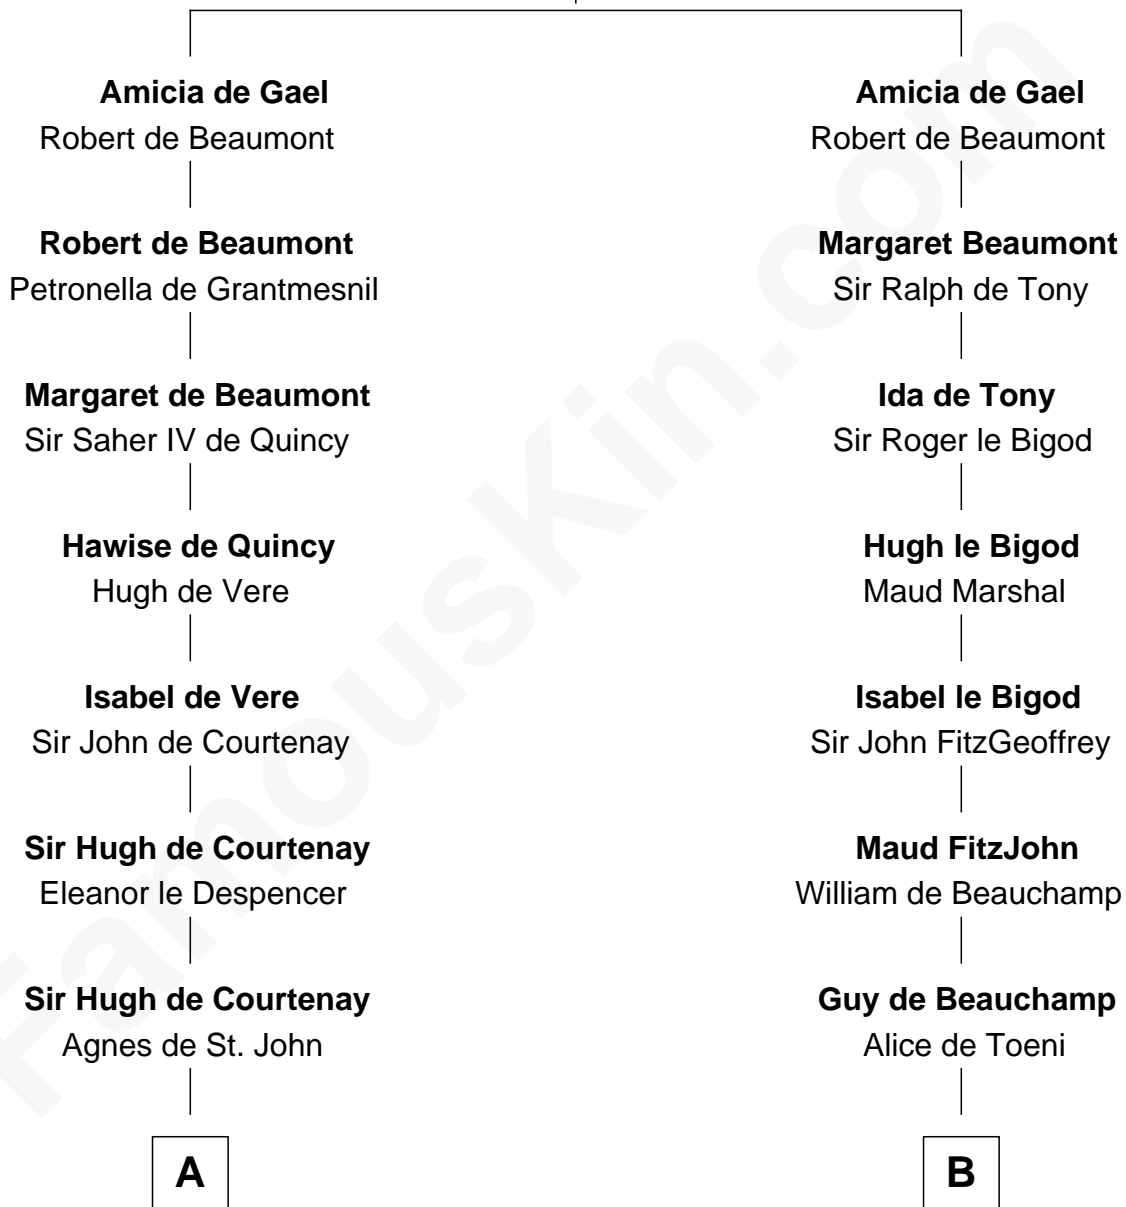 Amicia de Gael
Robert de Beaumont
Robert de Beaumont
Petronella de Grantmesnil
Margaret de Beaumont
Sir Saher IV de Quincy
Hawise de Quincy
Hugh de Vere
Isabel de Vere
Sir John de Courtenay
Sir Hugh de Courtenay
Eleanor le Despencer
Sir Hugh de Courtenay
Agnes de St. John
A
Amicia de Gael
Robert de Beaumont
Margaret Beaumont
Sir Ralph de Tony
Ida de Tony
Sir Roger le Bigod
Hugh le Bigod
Maud Marshal
Isabel le Bigod
Sir John FitzGeoffrey
Maud FitzJohn
William de Beauchamp
Guy de Beauchamp
Alice de Toeni
B
FamousKin.com